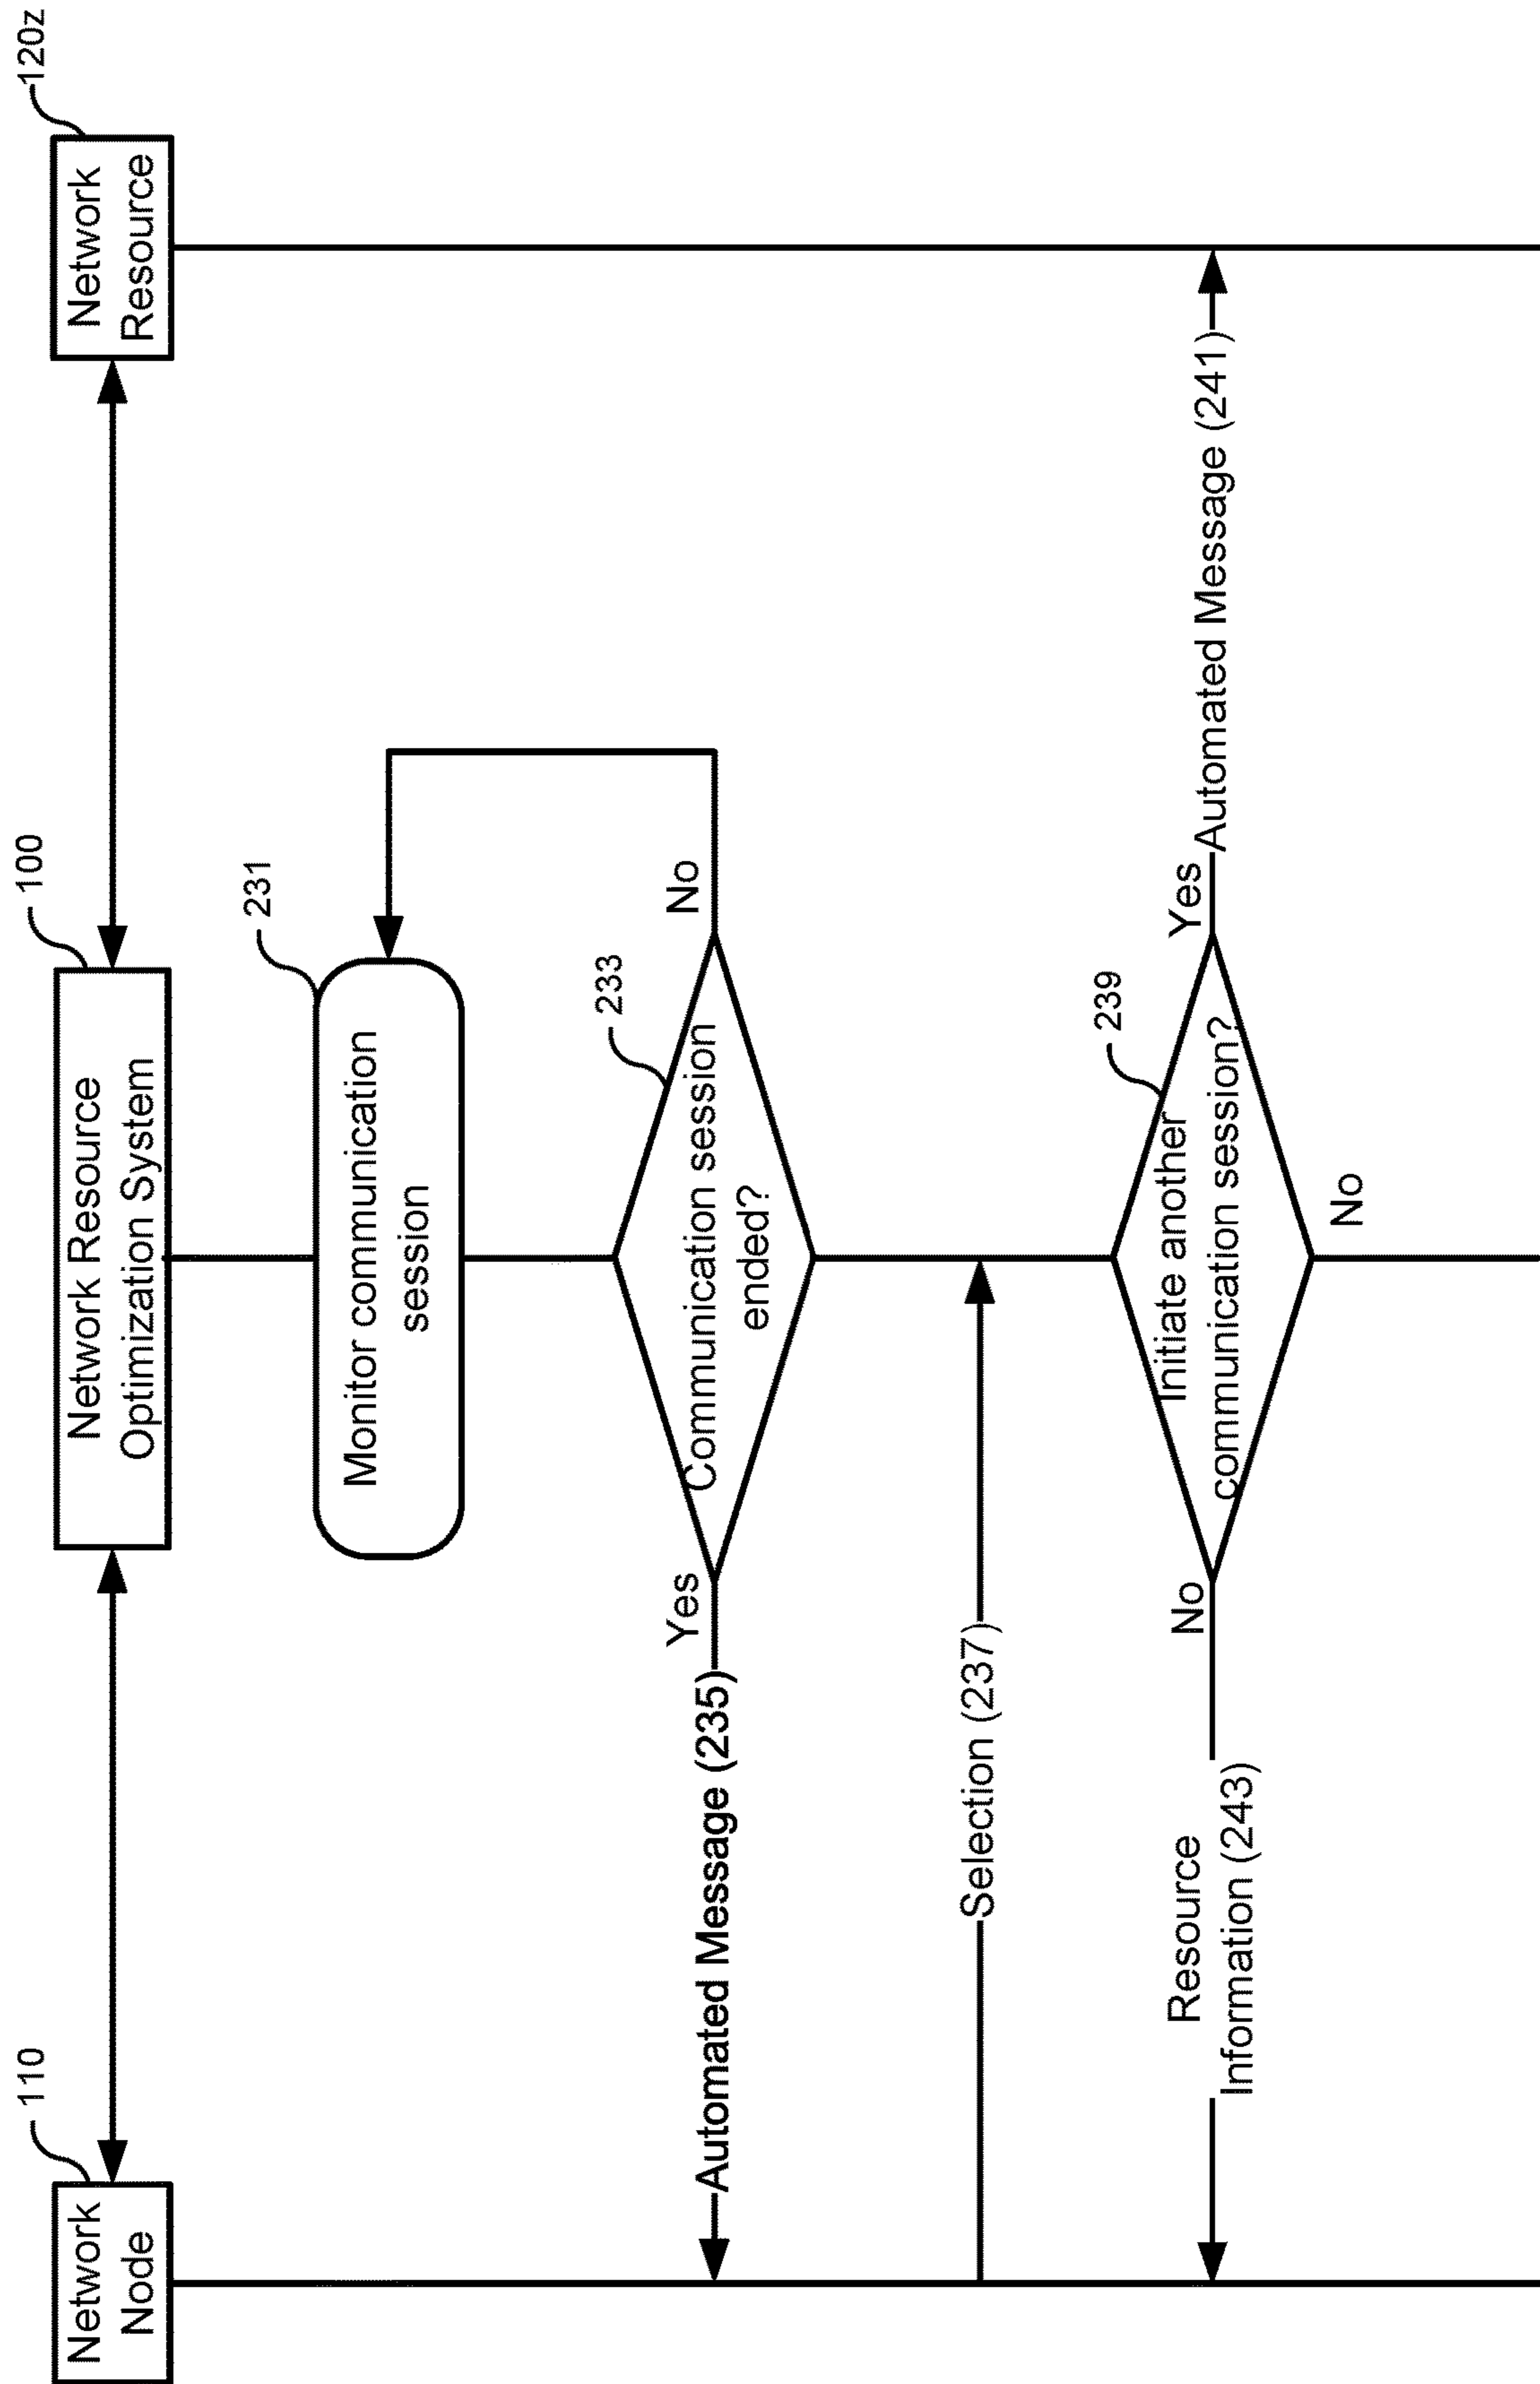 110
Network
Node
100
Network Resource
Optimization System
120z
Network
Resource
231
Monitor communication
session
233
Communication session
ended?
Yes
No
Automated Message (235)
Selection (237)
239
Initiate another
communication session?
No
Yes
Resource
Information (243)
Automated Message (241)
No